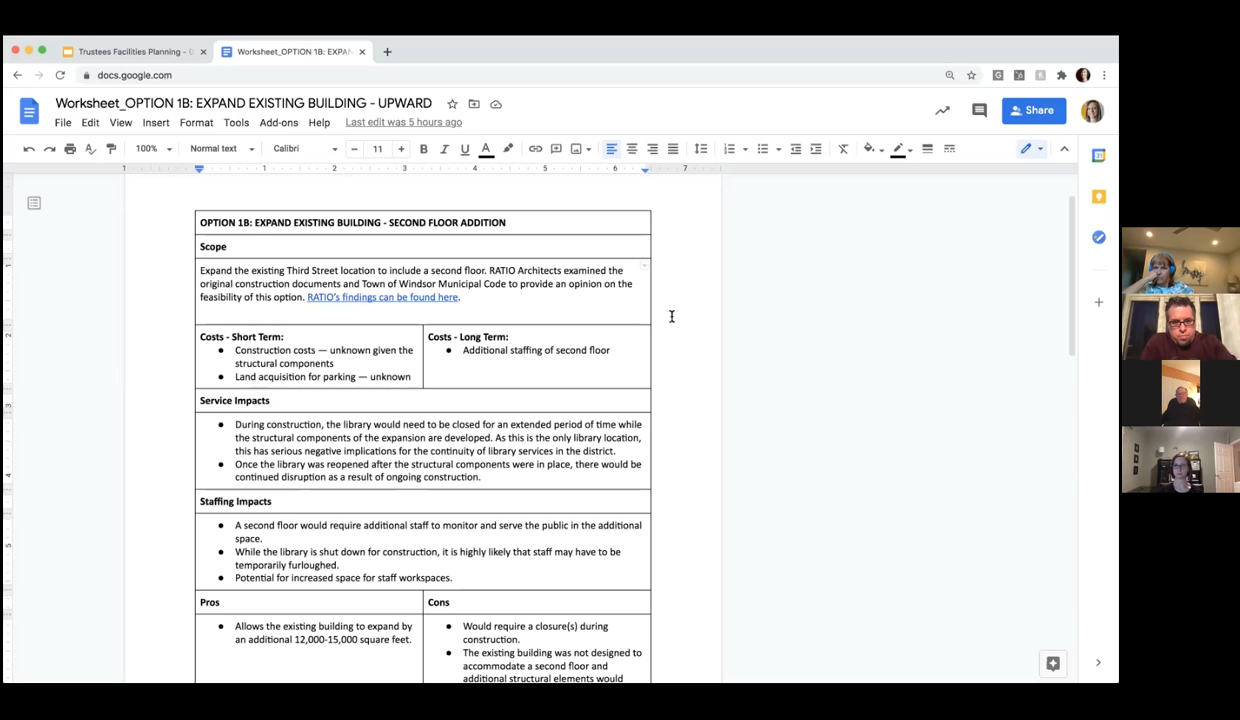 Trustees Facilities Planning -
Worksheet_OPTION 1B: EXPAN
docs.google.com
Worksheet_OPTION 1B: EXPAND EXISTING BUILDING - UPWARD
Share
File Edit View Insert Format Tools Add-ons Help Last edit was 5 hours ago
100% Normal text Calibri 11 B I U A
1 1 2 3 4 5 6 7
OPTION 1B: EXPAND EXISTING BUILDING - SECOND FLOOR ADDITION
Scope
Expand the existing Third Street location to include a second floor. RATIO Architects examined the
original construction documents and Town of Windsor Municipal Code to provide an opinion on the
feasibility of this option. RATIO's findings can be found here.
Costs - Short Term:
● Construction costs — unknown given the
structural components
● Land acquisition for parking — unknown
Costs - Long Term:
● Additional staffing of second floor
Service Impacts
● During construction, the library would need to be closed for an extended period of time while
the structural components of the expansion are developed. As this is the only library location,
this has serious negative implications for the continuity of library services in the district.
● Once the library was reopened after the structural components were in place, there would be
continued disruption as a result of ongoing construction.
Staffing Impacts
● A second floor would require additional staff to monitor and serve the public in the additional
space.
● While the library is shut down for construction, it is highly likely that staff may have to be
temporarily furloughed.
● Potential for increased space for staff workspaces.
Pros
● Allows the existing building to expand by
an additional 12,000-15,000 square feet.
Cons
● Would require a closure(s) during
construction.
● The existing building was not designed to
accommodate a second floor and
additional structural elements would